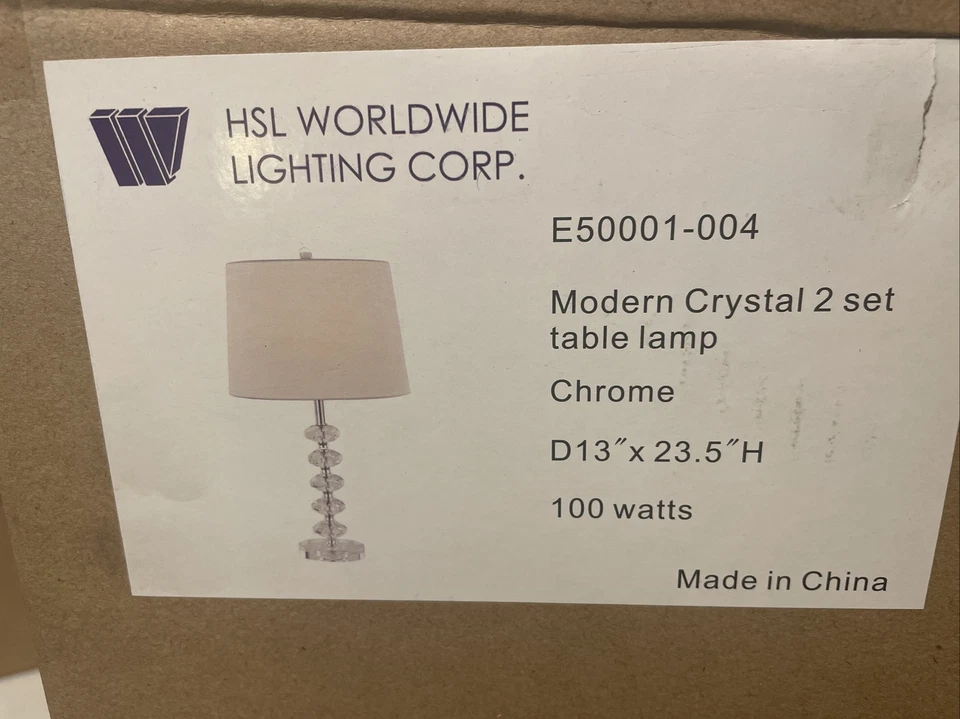 HSL WORLDWIDE
LIGHTING CORP.
E50001-004
Modern Crystal 2 set
table lamp
Chrome
D13″x 23.5″H
100 watts
Made in China